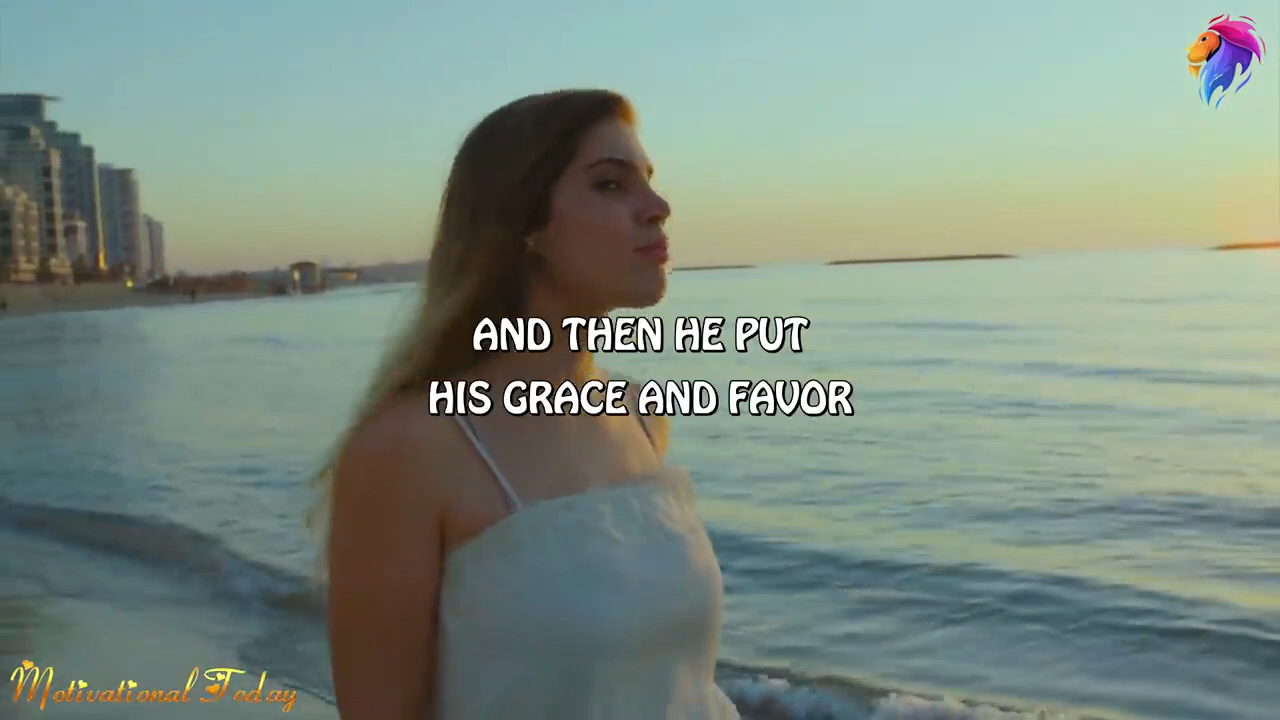 AND THEN HE PUT
HIS GRACE AND FAVOR
Motivational Today